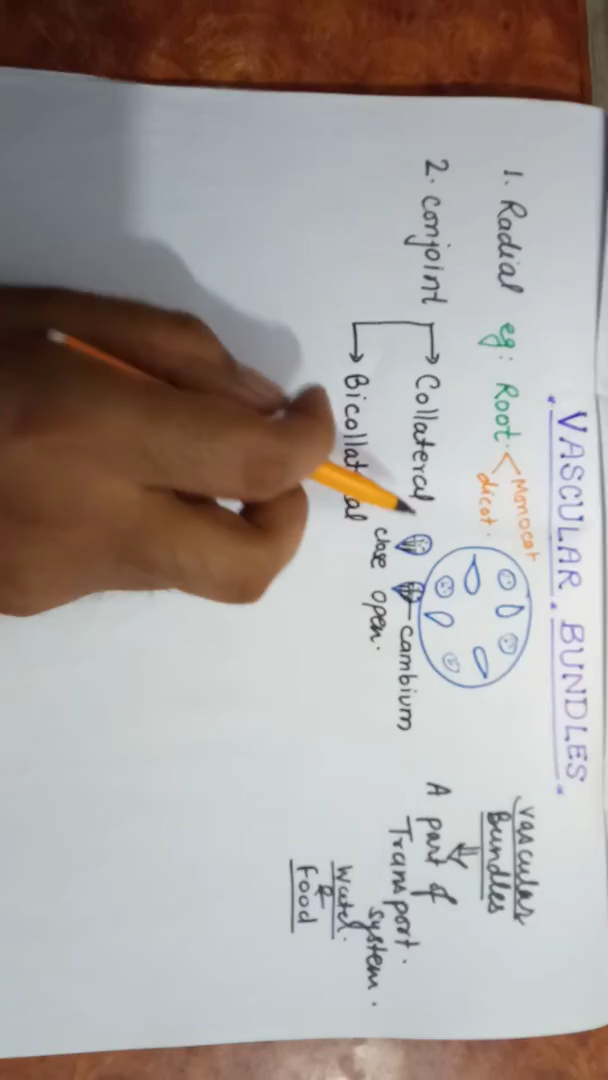 .VASCULAR. BUNDLES.
1. Radial eg: Root. < Monocot
dicot.
2. conjoint → Collateral
cambium
close open.
→ Bicollateral
Vascular
Bundles
A part of
Transport.
system.
Water.
&
Food